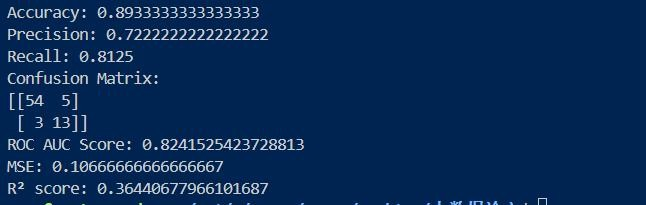 Accuracy: 0.8933333333333333
Precision: 0.7222222222222222
Recall: 0.8125
Confusion Matrix:
[[54  5]
 [ 3 13]]
ROC AUC Score: 0.8241525423728813
MSE: 0.10666666666666667
R² score: 0.36440677966101687